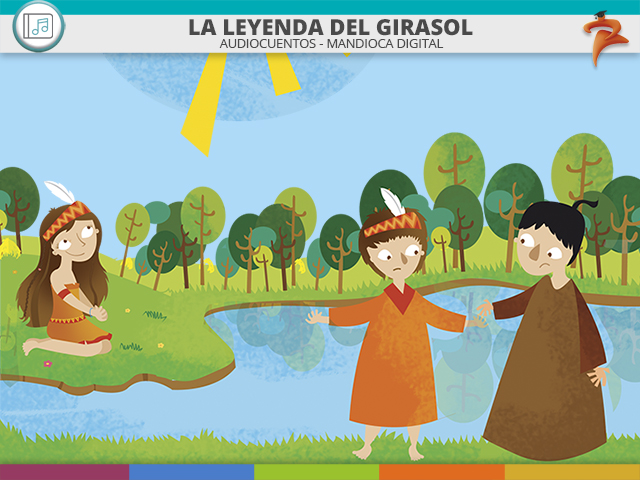 LA LEYENDA DEL GIRASOL
AUDIOCUENTOS - MANDIOCA DIGITAL